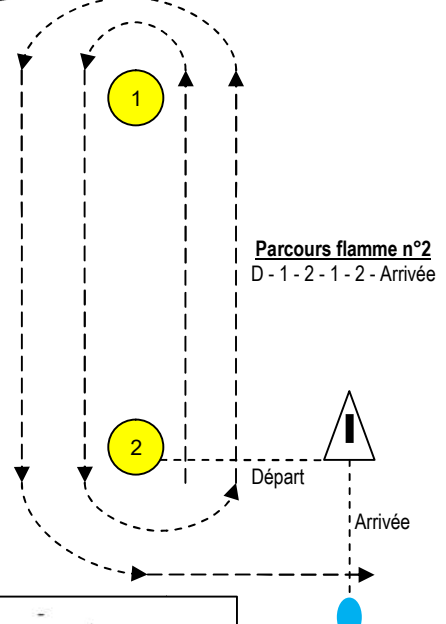 1
Parcours flamme n°2
D - 1 - 2 - 1 - 2 - Arrivée
2
Départ
Arrivée